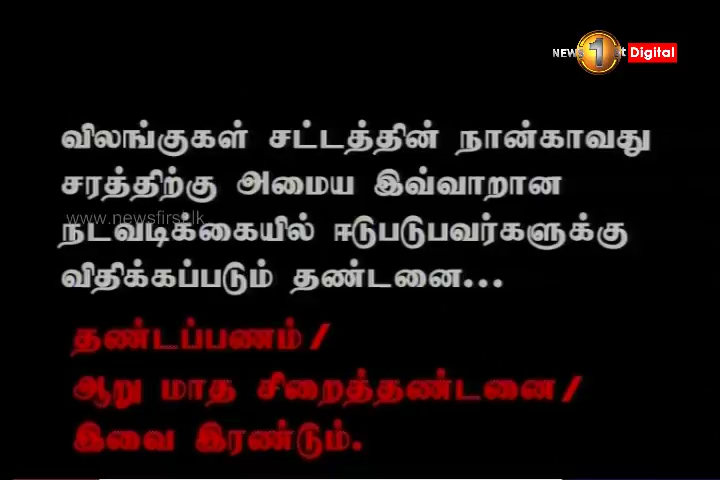 NEWS 1st Digital
விலங்குகள் சட்டத்தின் நான்காவது
சரத்திற்கு அமைய இவ்வாறான
www.newsfirst.lk
நடவடிக்கையில் ஈடுபடுபவர்களுக்கு
விதிக்கப்படும் தண்டனை...
தண்டப்பணம்/
ஆறு மாத சிறைத்தண்டனை/
இவை இரண்டும்.